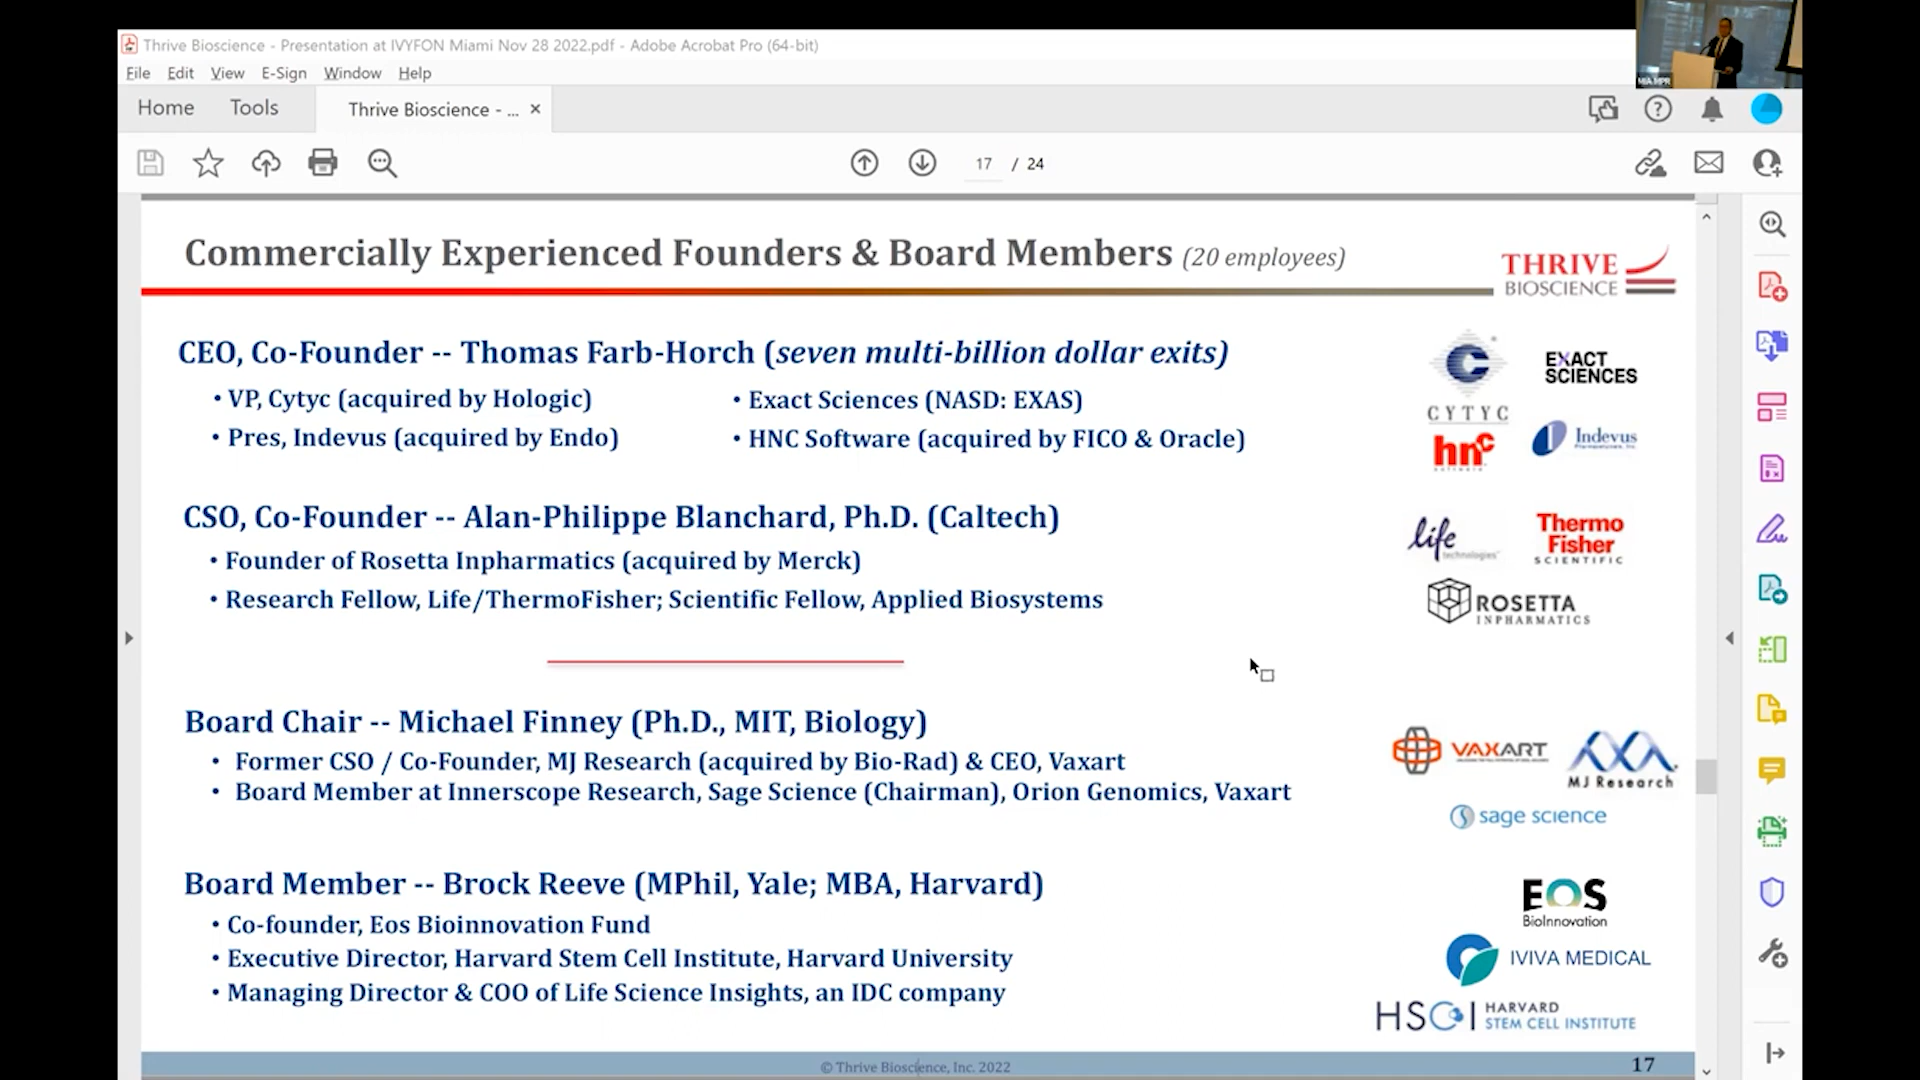 Thrive Bioscience - Presentation at IVYFON Miami Nov 28 2022.pdf - Adobe Acrobat Pro (64-bit)
MIA MPR
File Edit View E-Sign Window Help
Home Tools Thrive Bioscience - ... ×
17 / 24
Commercially Experienced Founders & Board Members (20 employees)
THRIVE
BIOSCIENCE
CEO, Co-Founder -- Thomas Farb-Horch (seven multi-billion dollar exits)
• VP, Cytyc (acquired by Hologic)
• Exact Sciences (NASD: EXAS)
• Pres, Indevus (acquired by Endo)
• HNC Software (acquired by FICO & Oracle)
CYTYC
EXACT
SCIENCES
hnc
software
Indevus
CSO, Co-Founder -- Alan-Philippe Blanchard, Ph.D. (Caltech)
• Founder of Rosetta Inpharmatics (acquired by Merck)
• Research Fellow, Life/ThermoFisher; Scientific Fellow, Applied Biosystems
life
technologies
Thermo
Fisher
SCIENTIFIC
ROSETTA
INPHARMATICS
Board Chair -- Michael Finney (Ph.D., MIT, Biology)
• Former CSO / Co-Founder, MJ Research (acquired by Bio-Rad) & CEO, Vaxart
• Board Member at Innerscope Research, Sage Science (Chairman), Orion Genomics, Vaxart
VAXART
MJ Research
sage science
Board Member -- Brock Reeve (MPhil, Yale; MBA, Harvard)
• Co-founder, Eos Bioinnovation Fund
• Executive Director, Harvard Stem Cell Institute, Harvard University
• Managing Director & COO of Life Science Insights, an IDC company
EOS
BioInnovation
IVIVA MEDICAL
HSCI HARVARD
STEM CELL INSTITUTE
© Thrive Bioscience, Inc. 2022
17